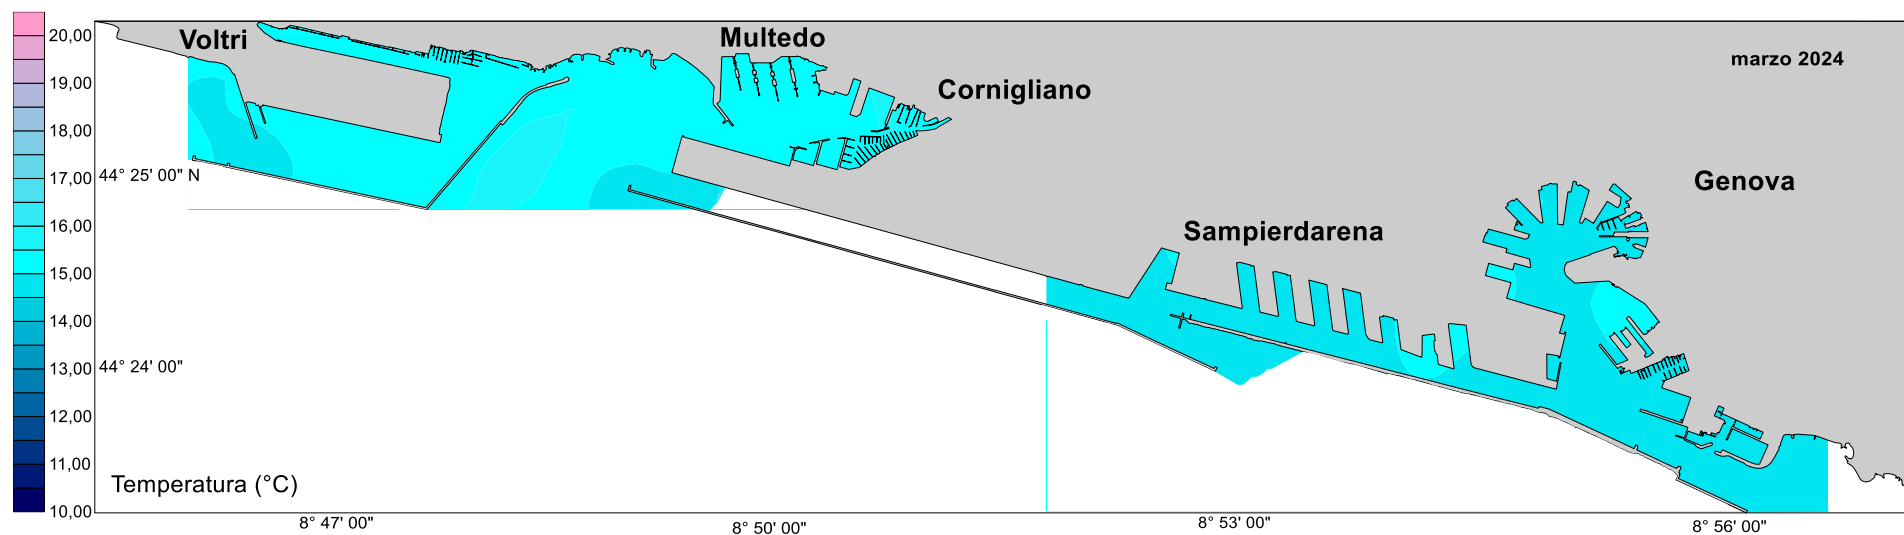 20,00
19,00
18,00
17,00
16,00
15,00
14,00
13,00
12,00
11,00
10,00
Voltri
Multedo
marzo 2024
Cornigliano
44° 25' 00" N
Genova
Sampierdarena
44° 24' 00"
Temperatura (°C)
8° 47' 00"
8° 50' 00"
8° 53' 00"
8° 56' 00"